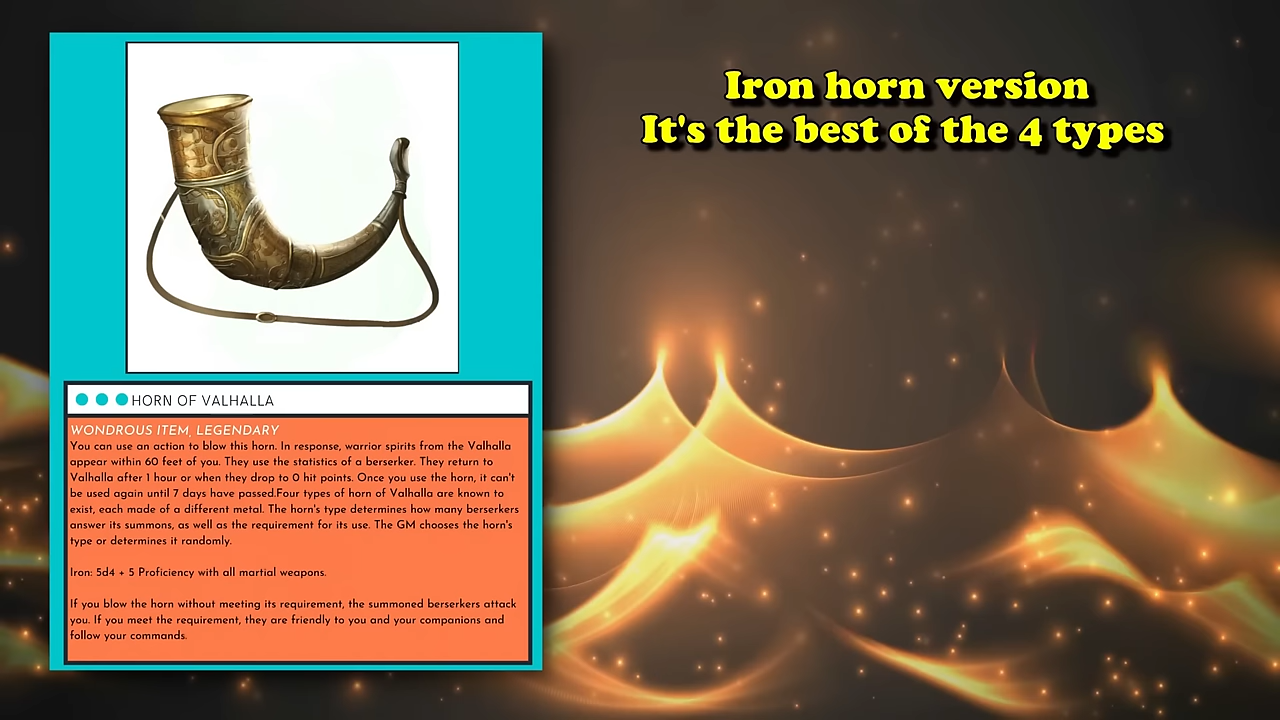 Iron horn version
It's the best of the 4 types
HORN OF VALHALLA
WONDROUS ITEM, LEGENDARY
You can use an action to blow this horn. In response, warrior spirits from the Valhalla
appear within 60 feet of you. They use the statistics of a berserker. They return to
Valhalla after 1 hour or when they drop to 0 hit points. Once you use the horn, it can't
be used again until 7 days have passed.Four types of horn of Valhalla are known to
exist, each made of a different metal. The horn's type determines how many berserkers
answer its summons, as well as the requirement for its use. The GM chooses the horn's
type or determines it randomly.
Iron: 5d4 + 5 Proficiency with all martial weapons.
If you blow the horn without meeting its requirement, the summoned berserkers attack
you. If you meet the requirement, they are friendly to you and your companions and
follow your commands.